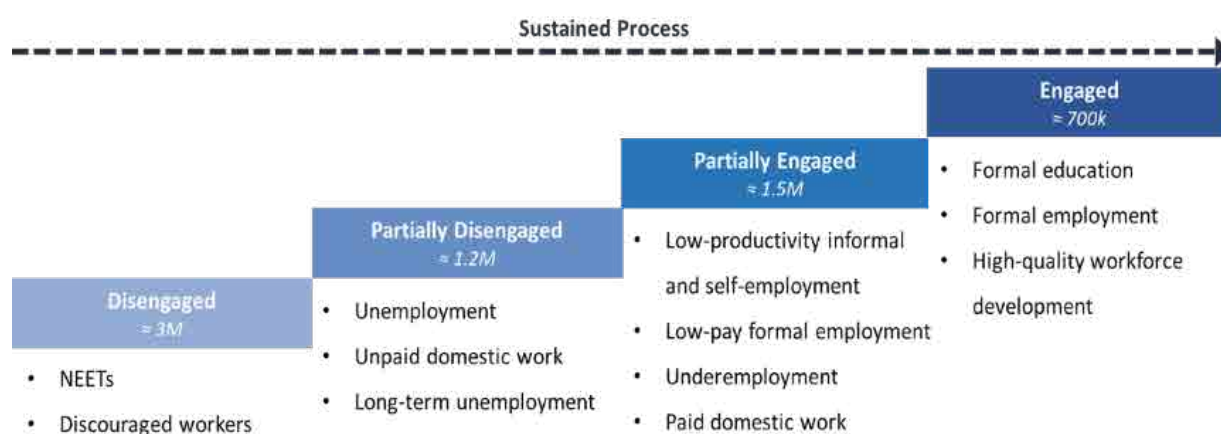 Sustained Process
Engaged
≈ 700k
• Formal education
• Formal employment
• High-quality workforce
development
Partially Engaged
≈ 1.5M
• Low-productivity informal
and self-employment
• Low-pay formal employment
• Underemployment
• Paid domestic work
Partially Disengaged
≈ 1.2M
• Unemployment
• Unpaid domestic work
• Long-term unemployment
Disengaged
≈ 3M
• NEETs
• Discouraged workers